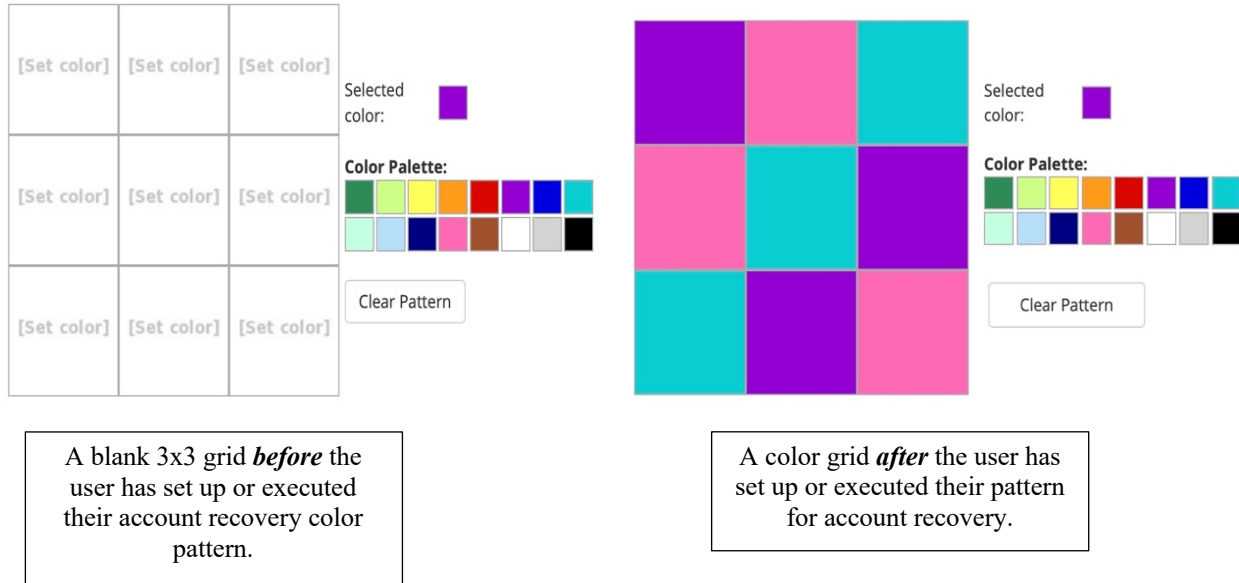 [Set color] [Set color] [Set color]
[Set color] [Set color] [Set color]
[Set color] [Set color] [Set color]
Selected
color:
Color Palette:
Clear Pattern
A blank 3x3 grid before the
user has set up or executed
their account recovery color
pattern.
Selected
color:
Color Palette:
Clear Pattern
A color grid after the user has
set up or executed their pattern
for account recovery.